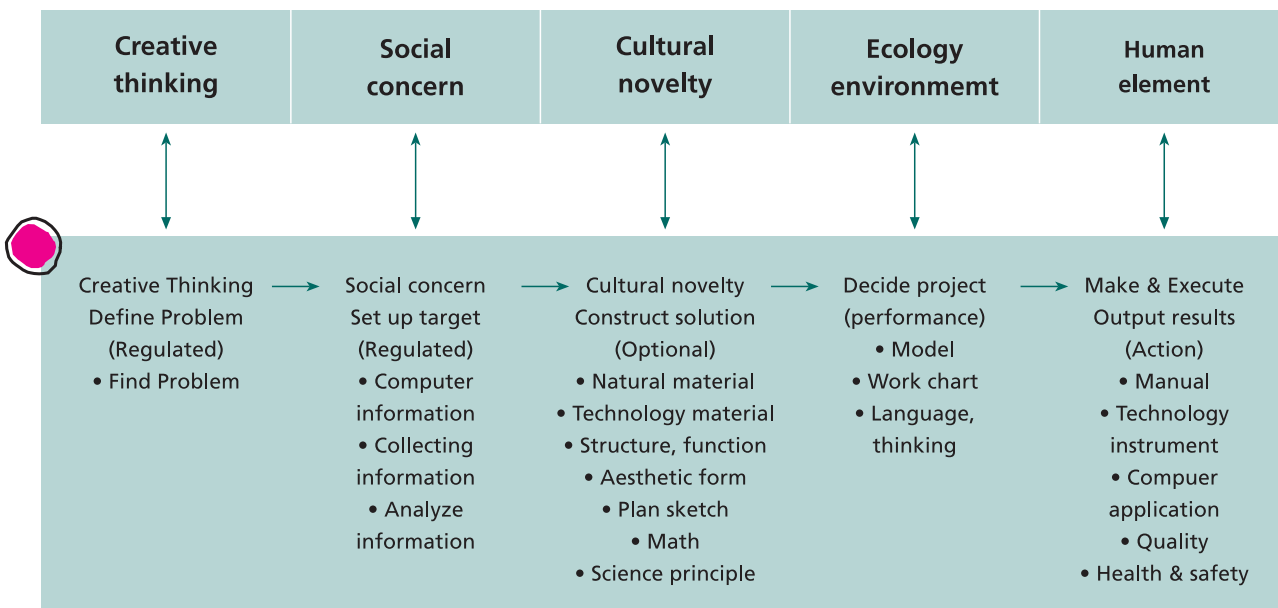 Creative
thinking
Social
concern
Cultural
novelty
Ecology
environmemt
Human
element
Creative Thinking
Define Problem
(Regulated)
• Find Problem
Social concern
Set up target
(Regulated)
• Computer
information
• Collecting
information
• Analyze
information
Cultural novelty
Construct solution
(Optional)
• Natural material
• Technology material
• Structure, function
• Aesthetic form
• Plan sketch
• Math
• Science principle
Decide project
(performance)
• Model
• Work chart
• Language,
thinking
Make & Execute
Output results
(Action)
• Manual
• Technology
instrument
• Compuer
application
• Quality
• Health & safety